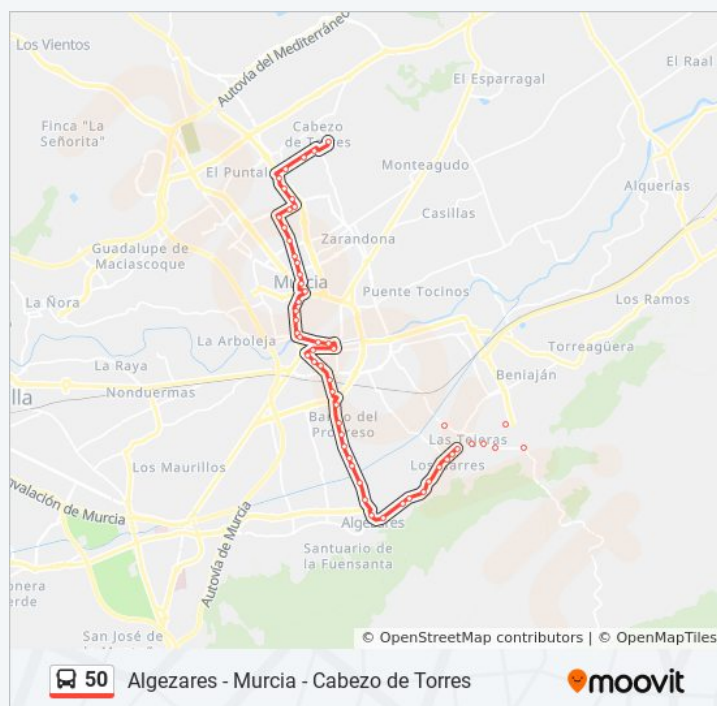 Los Vientos
Autovía del Mediterráneo
El Raal
El Esparragal
Finca "La
Señorita"
Cabezo
de Torres
El Puntal
Monteagudo
Alquerías
Casillas
Zarandona
Guadalupe de
Maciascoque
Murcia
Puente Tocinos
La Ñora
Los Ramos
La Arboleja
Torreagüera
La Raya
Beniaján
Nonduermas
lla
Barrio del
Progreso
Las Tejeras
Los Garres
Los Maurillos
nvalación de Murcia
Algezares
Autovía de Murcia
Santuario de
la Fuensanta
onera
erde
San José de
© OpenStreetMap contributors | © OpenMapTiles
50 Algezares - Murcia - Cabezo de Torres
moovit